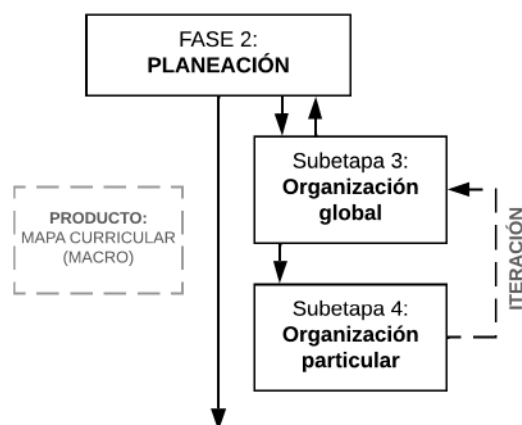 FASE 2:
PLANEACIÓN
Subetapa 3:
Organización
global
PRODUCTO:
MAPA CURRICULAR
(MACRO)
ITERACIÓN
Subetapa 4:
Organización
particular